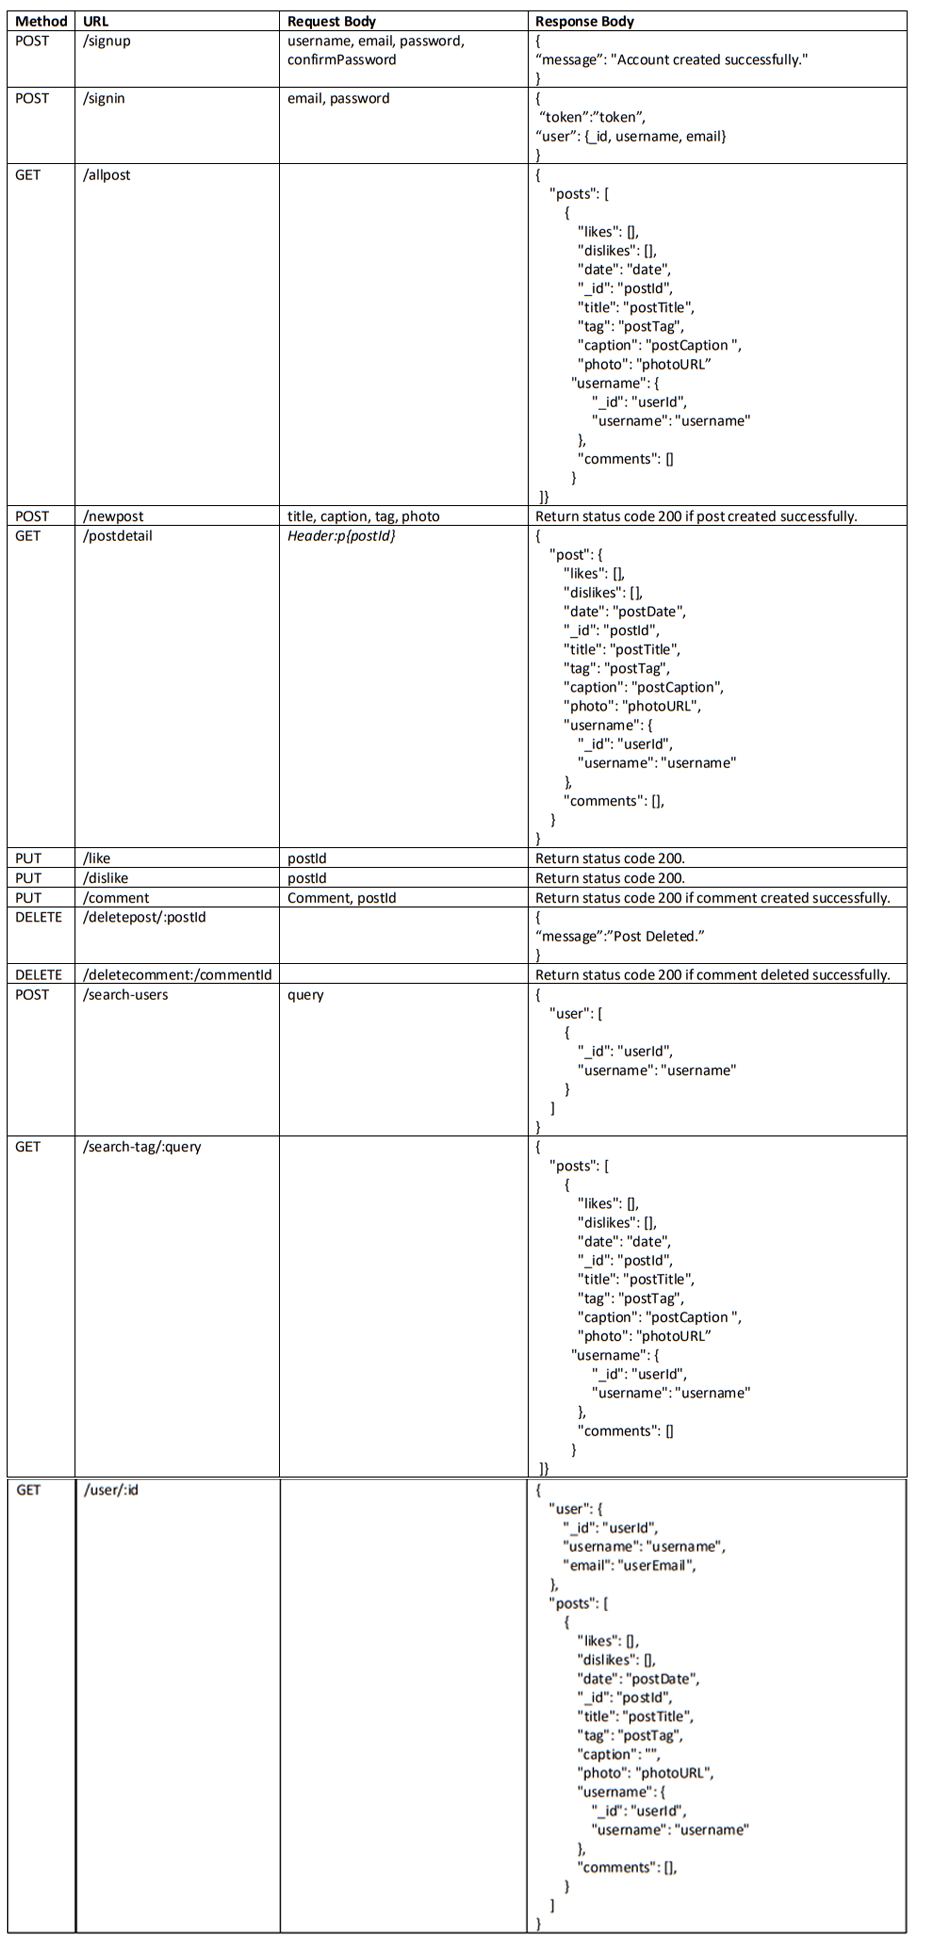 Method URL Request Body Response Body
POST /signup username, email, password, {
confirmPassword “message”: "Account created successfully."
}
POST /signin email, password {
“token”:”token”,
“user”: {_id, username, email}
}
GET /allpost {
"posts": [
{
"likes": [],
"dislikes": [],
"date": "date",
"_id": "postId",
"title": "postTitle",
"tag": "postTag",
"caption": "postCaption ",
"photo": "photoURL”
"username": {
"_id": "userId",
"username": "username"
},
"comments": []
}
]}
POST /newpost title, caption, tag, photo Return status code 200 if post created successfully.
GET /postdetail Header:p{postId} {
"post": {
"likes": [],
"dislikes": [],
"date": "postDate",
"_id": "postId",
"title": "postTitle",
"tag": "postTag",
"caption": "postCaption",
"photo": "photoURL",
"username": {
"_id": "userId",
"username": "username"
},
"comments": [],
}
}
PUT /like postId Return status code 200.
PUT /dislike postId Return status code 200.
PUT /comment Comment, postId Return status code 200 if comment created successfully.
DELETE /deletepost/:postId {
“message”:”Post Deleted.”
}
DELETE /deletecomment:/commentId Return status code 200 if comment deleted successfully.
POST /search-users query {
"user": [
{
"_id": "userId",
"username": "username"
}
]
}
GET /search-tag/:query {
"posts": [
{
"likes": [],
"dislikes": [],
"date": "date",
"_id": "postId",
"title": "postTitle",
"tag": "postTag",
"caption": "postCaption ",
"photo": "photoURL”
"username": {
"_id": "userId",
"username": "username"
},
"comments": []
}
]}
GET /user/:id {
"user": {
"_id": "userId",
"username": "username",
"email": "userEmail",
},
"posts": [
{
"likes": [],
"dislikes": [],
"date": "postDate",
"_id": "postId",
"title": "postTitle",
"tag": "postTag",
"caption": "",
"photo": "photoURL",
"username": {
"_id": "userId",
"username": "username"
},
"comments": [],
}
]
}